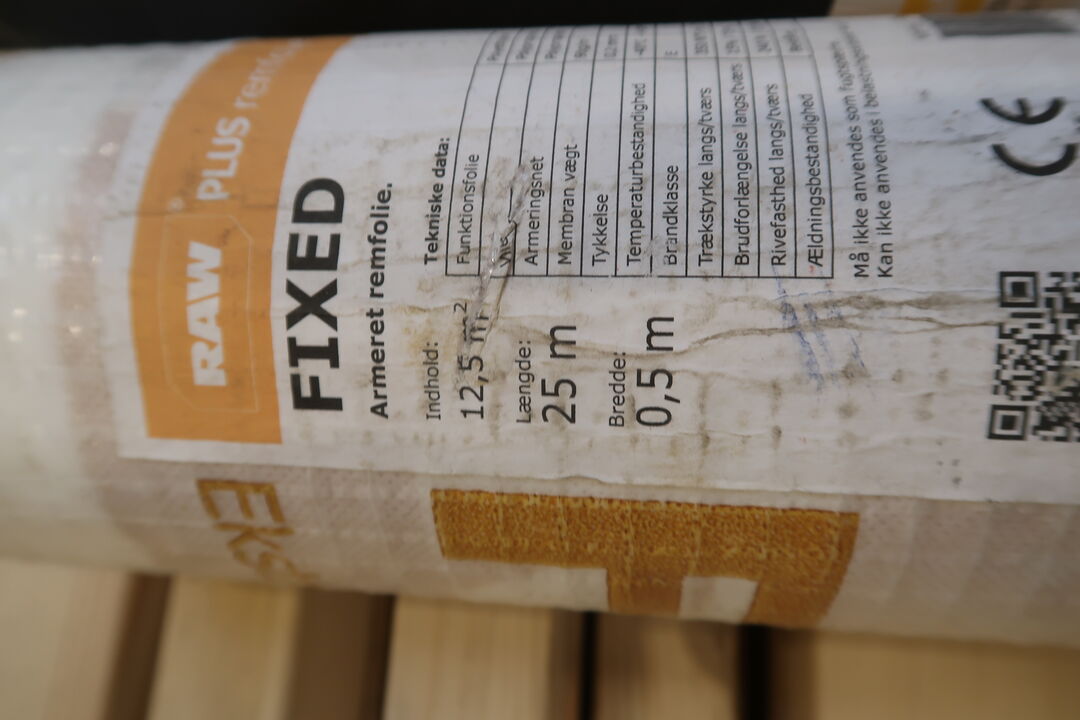 RAW PLUS
FIXED
Armeret remfolie.
Indhold:
12,5 m²
Længde:
25 m
Bredde:
0,5 m
Tekniske data:
Funktionsfolie
Armeringsnet
Membran vægt
Tykkelse
Temperaturbestandighed
Brandklasse E
Trækstyrke langs/tværs
Brudforlængelse langs/tværs
Rivefasthed langs/tværs
Ældningsbestandighed
Må ikke anvendes som
Kan ikke anvendes i
CE